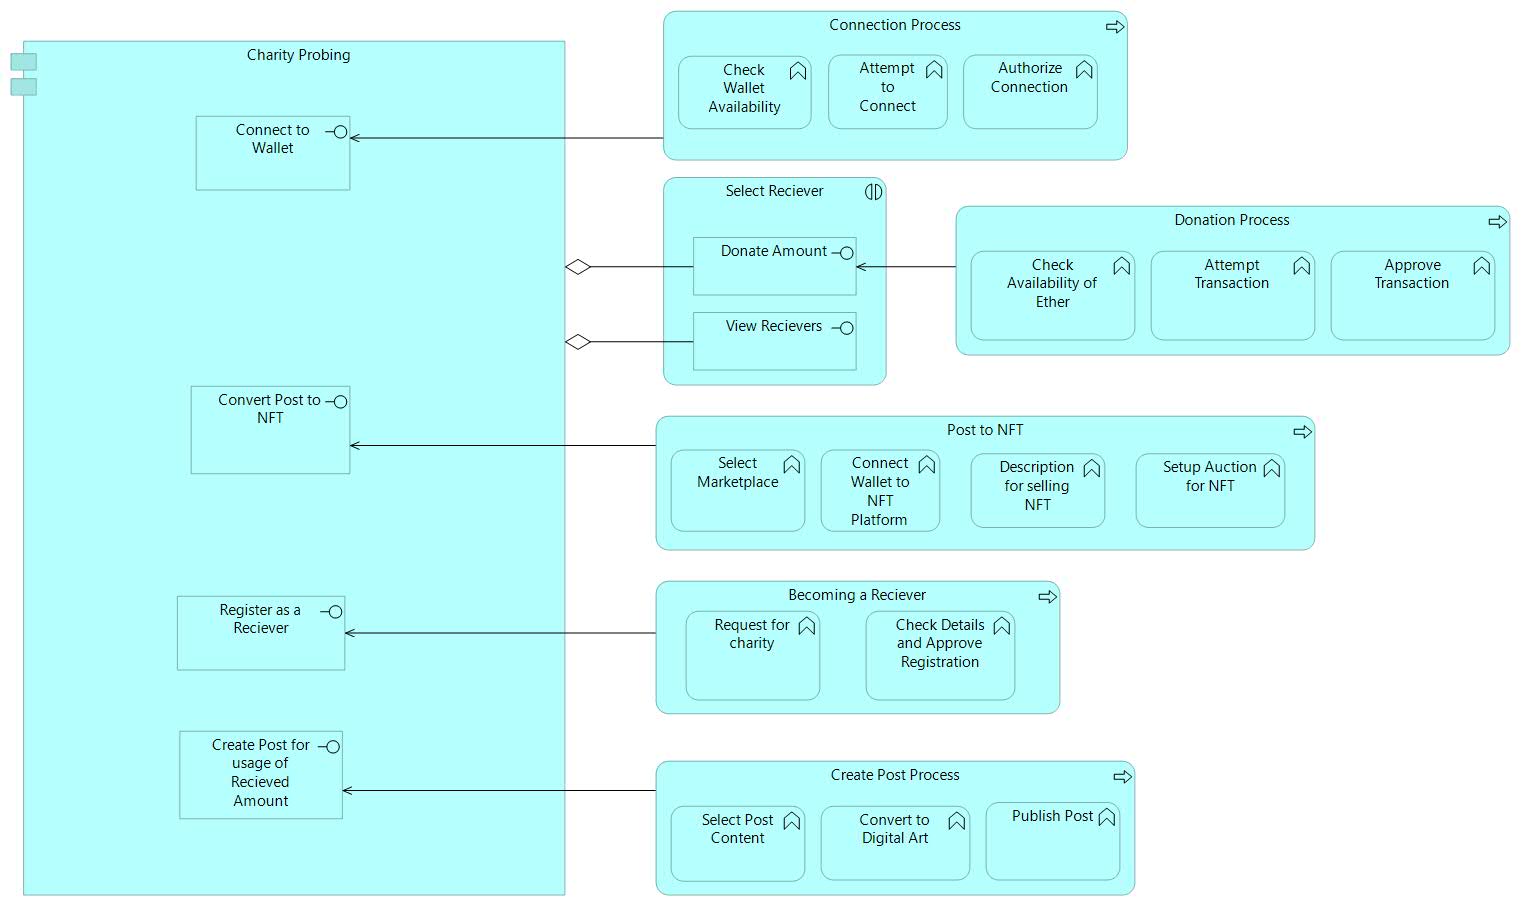 Charity Probing
Connect to
Wallet
Convert Post to
NFT
Register as a
Reciever
Create Post for
usage of
Recieved
Amount
Connection Process
Check
Wallet
Availability
Attempt
to
Connect
Authorize
Connection
Select Reciever
Donate Amount
View Recievers
Donation Process
Check
Availability of
Ether
Attempt
Transaction
Approve
Transaction
Post to NFT
Select
Marketplace
Connect
Wallet to
NFT
Platform
Description
for selling
NFT
Setup Auction
for NFT
Becoming a Reciever
Request for
charity
Check Details
and Approve
Registration
Create Post Process
Select Post
Content
Convert to
Digital Art
Publish Post